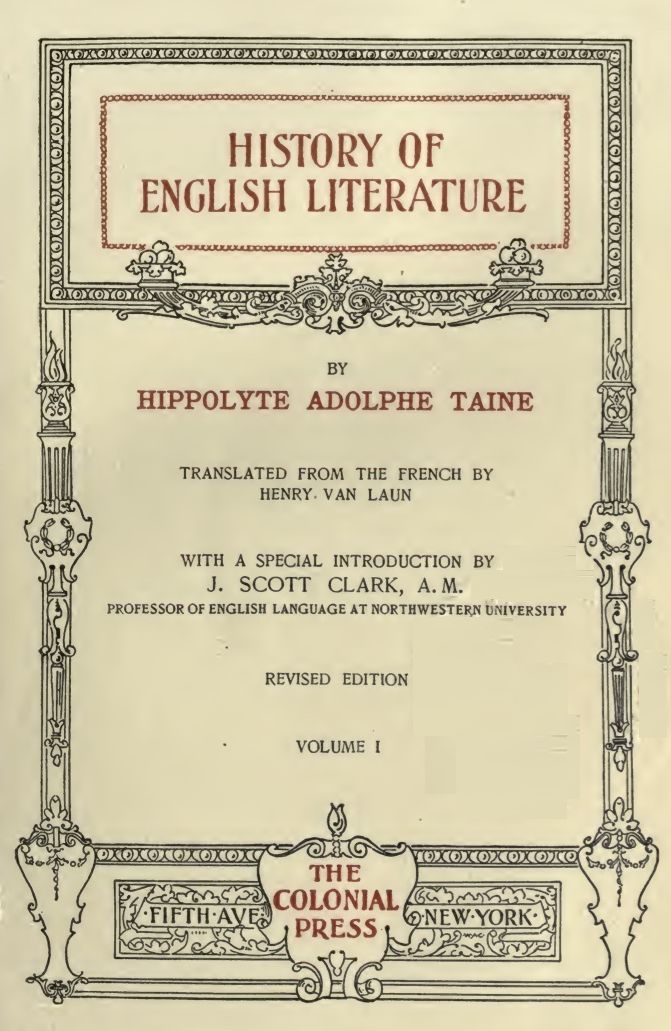 HISTORY OF
ENGLISH LITERATURE
BY
HIPPOLYTE ADOLPHE TAINE
TRANSLATED FROM THE FRENCH BY
HENRY VAN LAUN
WITH A SPECIAL INTRODUCTION BY
J. SCOTT CLARK, A.M.
PROFESSOR OF ENGLISH LANGUAGE AT NORTHWESTERN UNIVERSITY
REVISED EDITION
VOLUME I
THE
COLONIAL
PRESS
·FIFTH·AVE·
·NEW·YORK·